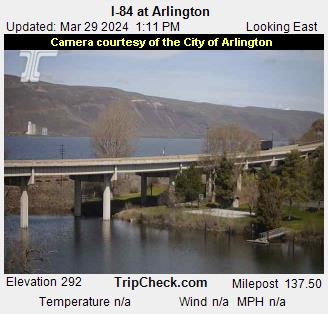 I-84 at Arlington
Updated: Mar 29 2024 1:11 PM Looking East
Camera courtesy of the City of Arlington
Elevation 292 TripCheck.com Milepost 137.50
Temperature n/a Wind n/a MPH n/a